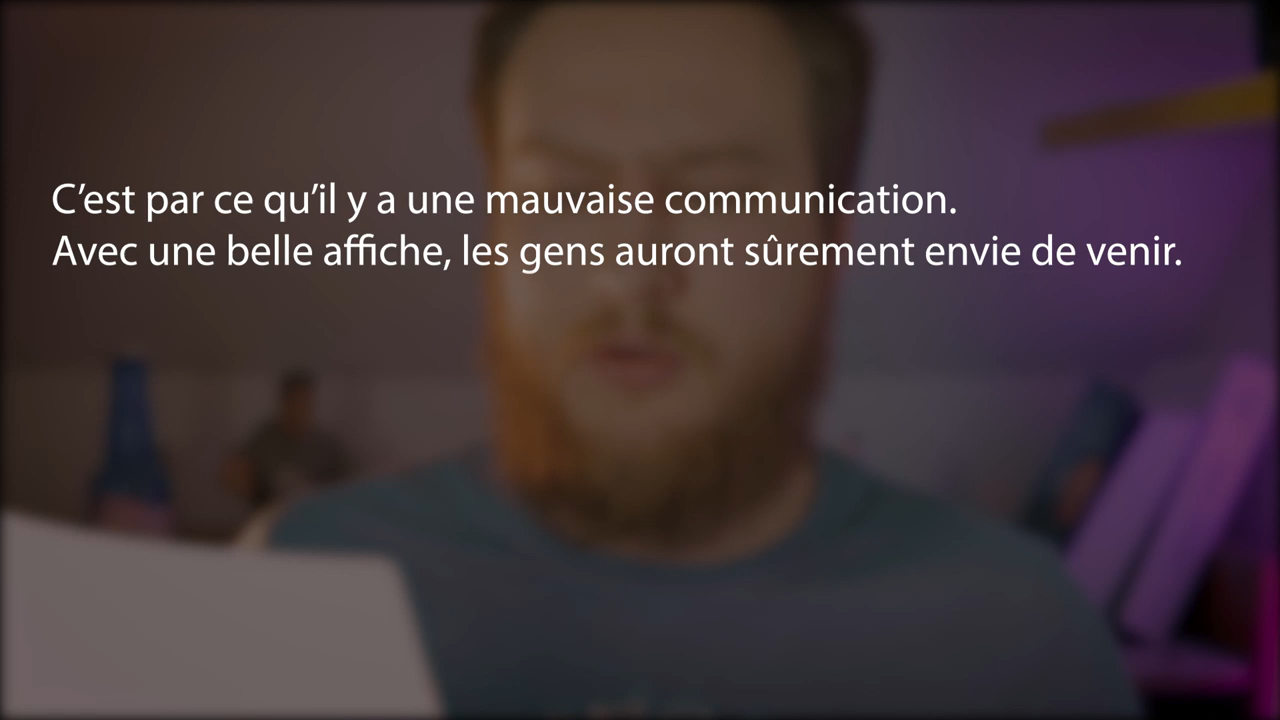 C’est par ce qu’il y a une mauvaise communication.
Avec une belle affiche, les gens auront sûrement envie de venir.